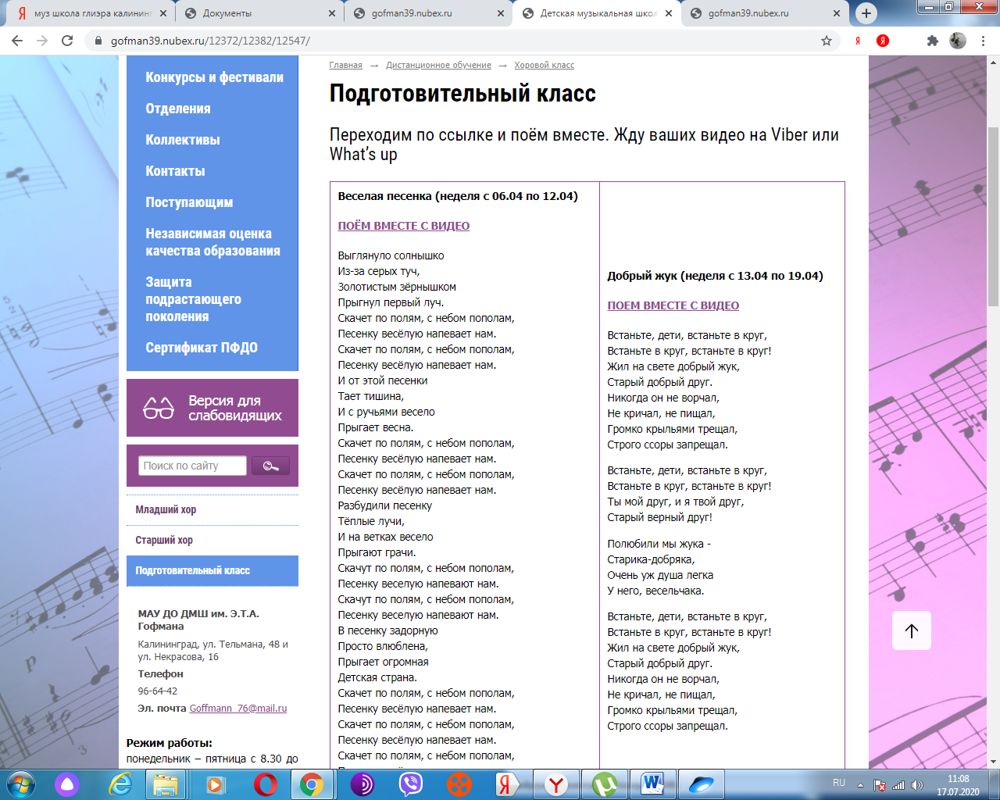 муз школа глиэра калининг
Документы
gofman39.nubex.ru
Детская музыкальная школ
gofman39.nubex.ru
gofman39.nubex.ru/12372/12382/12547/
Конкурсы и фестивали
Отделения
Коллективы
Контакты
Поступающим
Независимая оценка
качества образования
Защита
подрастающего
поколения
Сертификат ПФДО
Версия для
слабовидящих
Поиск по сайту
Младший хор
Старший хор
Подготовительный класс
МАУ ДО ДМШ им. Э.Т.А.
Гофмана
Калининград, ул. Тельмана, 48 и
ул. Некрасова, 16
Телефон
96-64-42
Эл. почта Goffmann_76@mail.ru
Режим работы:
понедельник – пятница с 8.30 до
Главная → Дистанционное обучение → Хоровой класс
Подготовительный класс
Переходим по ссылке и поём вместе. Жду ваших видео на Viber или
What's up
Веселая песенка (неделя с 06.04 по 12.04)
ПОЁМ ВМЕСТЕ С ВИДЕО
Выглянуло солнышко
Из-за серых туч,
Золотистым зёрнышком
Прыгнул первый луч.
Скачет по полям, с небом пополам,
Песенку весёлую напевает нам.
Скачет по полям, с небом пополам,
Песенку весёлую напевает нам.
И от этой песенки
Тает тишина,
И с ручьями весело
Прыгает весна.
Скачет по полям, с небом пополам,
Песенку весёлую напевает нам.
Скачет по полям, с небом пополам,
Песенку весёлую напевает нам.
Разбудили песенку
Тёплые лучи,
И на ветках весело
Прыгают грачи.
Скачут по полям, с небом пополам,
Песенку веселую напевают нам.
Скачут по полям, с небом пополам,
Песенку веселую напевают нам.
В песенку задорную
Просто влюблена,
Прыгает огромная
Детская страна.
Скачет по полям, с небом пополам,
Песенку весёлую напевает нам.
Скачет по полям, с небом пополам,
Песенку весёлую напевает нам.
Скачет по полям, с небом пополам,
Добрый жук (неделя с 13.04 по 19.04)
ПОЕМ ВМЕСТЕ С ВИДЕО
Встаньте, дети, встаньте в круг,
Встаньте в круг, встаньте в круг!
Жил на свете добрый жук,
Старый добрый друг.
Никогда он не ворчал,
Не кричал, не пищал,
Громко крыльями трещал,
Строго ссоры запрещал.
Встаньте, дети, встаньте в круг,
Встаньте в круг, встаньте в круг!
Ты мой друг, и я твой друг,
Старый верный друг!
Полюбили мы жука -
Старика-добряка,
Очень уж душа легка
У него, весельчака.
Встаньте, дети, встаньте в круг,
Встаньте в круг, встаньте в круг!
Жил на свете добрый жук,
Старый добрый друг.
Никогда он не ворчал,
Не кричал, не пищал,
Громко крыльями трещал,
Строго ссоры запрещал.
RU
11:08
17.07.2020